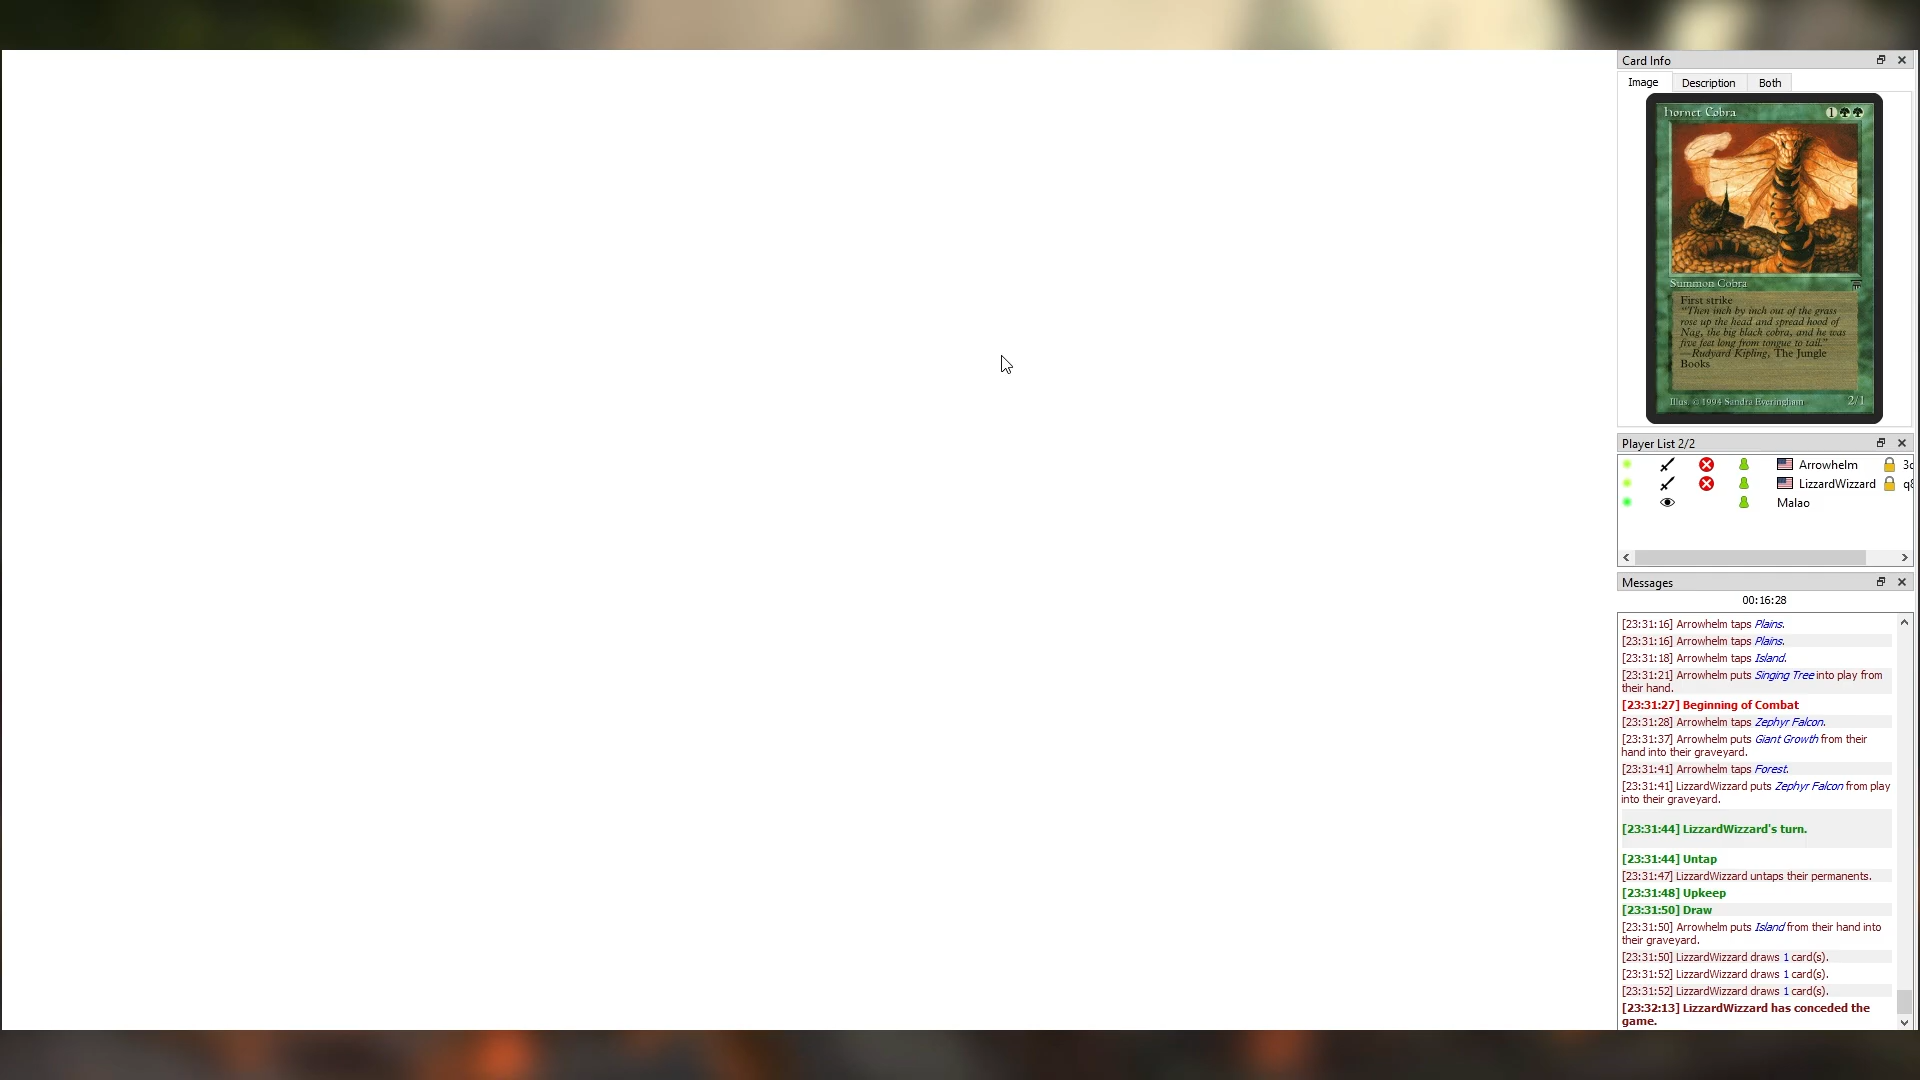 Card Info
Image Description Both
Hornet Cobra 1
Summon Cobra
First strike
"Then inch by inch out of the grass
rose up the head and spread hood of
Nag, the big black cobra, and he was
five feet long from tongue to tail."
—Rudyard Kipling, The Jungle
Books
Illus. © 1994 Sandra Everingham 2/1
Player List 2/2
Arrowhelm 3
LizzardWizzard q
Malao
Messages
00:16:28
[23:31:16] Arrowhelm taps Plains.
[23:31:16] Arrowhelm taps Plains.
[23:31:18] Arrowhelm taps Island.
[23:31:21] Arrowhelm puts Singing Tree into play from
their hand.
[23:31:27] Beginning of Combat
[23:31:28] Arrowhelm taps Zephyr Falcon.
[23:31:37] Arrowhelm puts Giant Growth from their
hand into their graveyard.
[23:31:41] Arrowhelm taps Forest.
[23:31:41] LizzardWizzard puts Zephyr Falcon from play
into their graveyard.
[23:31:44] LizzardWizzard's turn.
[23:31:44] Untap
[23:31:47] LizzardWizzard untaps their permanents.
[23:31:48] Upkeep
[23:31:50] Draw
[23:31:50] Arrowhelm puts Island from their hand into
their graveyard.
[23:31:50] LizzardWizzard draws 1 card(s).
[23:31:52] LizzardWizzard draws 1 card(s).
[23:31:52] LizzardWizzard draws 1 card(s).
[23:32:13] LizzardWizzard has conceded the
game.